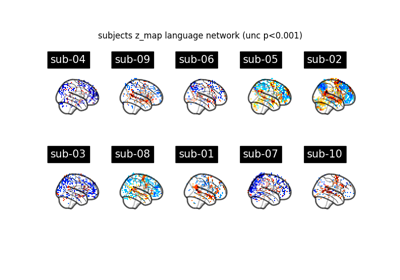 subjects z_map language network (unc p<0.001)
sub-04 sub-09 sub-06 sub-05 sub-02
sub-03 sub-08 sub-01 sub-07 sub-10